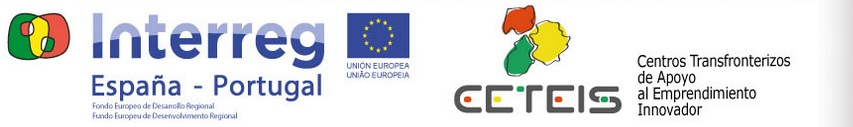 Interreg
España - Portugal
Fondo Europeo de Desarrollo Regional
Fundo Europeu de Desenvolvimento Regional
UNIÓN EUROPEA
UNIÃO EUROPEIA
CETEIS
Centros Transfronterizos
de Apoyo
al Emprendimiento
Innovador